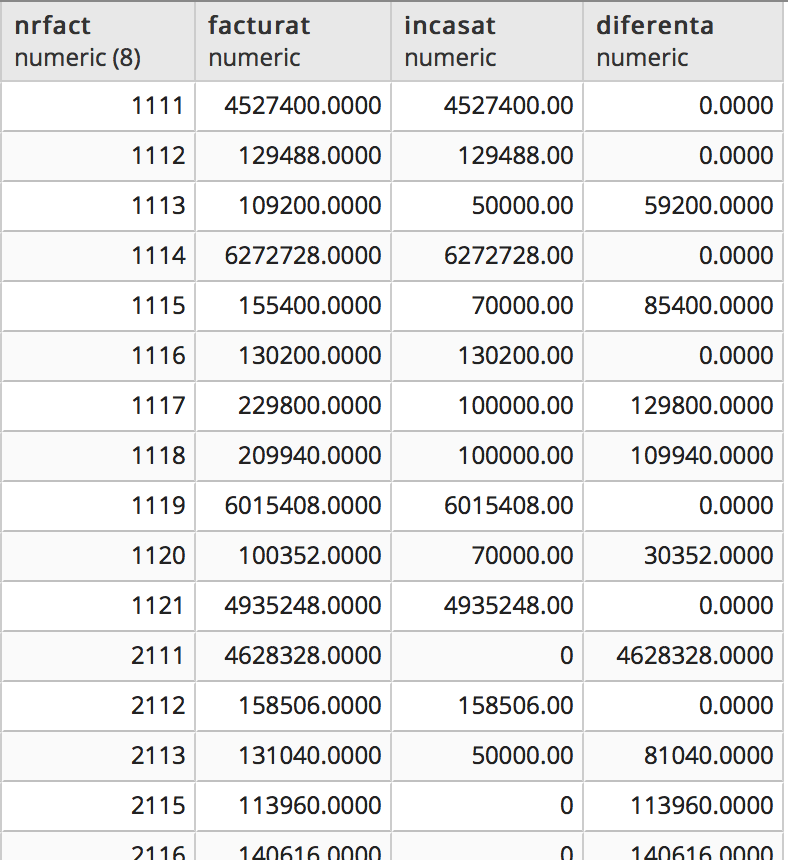 nrfact facturat incasat diferenta
numeric (8) numeric numeric numeric
1111 4527400.0000 4527400.00 0.0000
1112 129488.0000 129488.00 0.0000
1113 109200.0000 50000.00 59200.0000
1114 6272728.0000 6272728.00 0.0000
1115 155400.0000 70000.00 85400.0000
1116 130200.0000 130200.00 0.0000
1117 229800.0000 100000.00 129800.0000
1118 209940.0000 100000.00 109940.0000
1119 6015408.0000 6015408.00 0.0000
1120 100352.0000 70000.00 30352.0000
1121 4935248.0000 4935248.00 0.0000
2111 4628328.0000 0 4628328.0000
2112 158506.0000 158506.00 0.0000
2113 131040.0000 50000.00 81040.0000
2115 113960.0000 0 113960.0000
2116 140616.0000 0 140616.0000